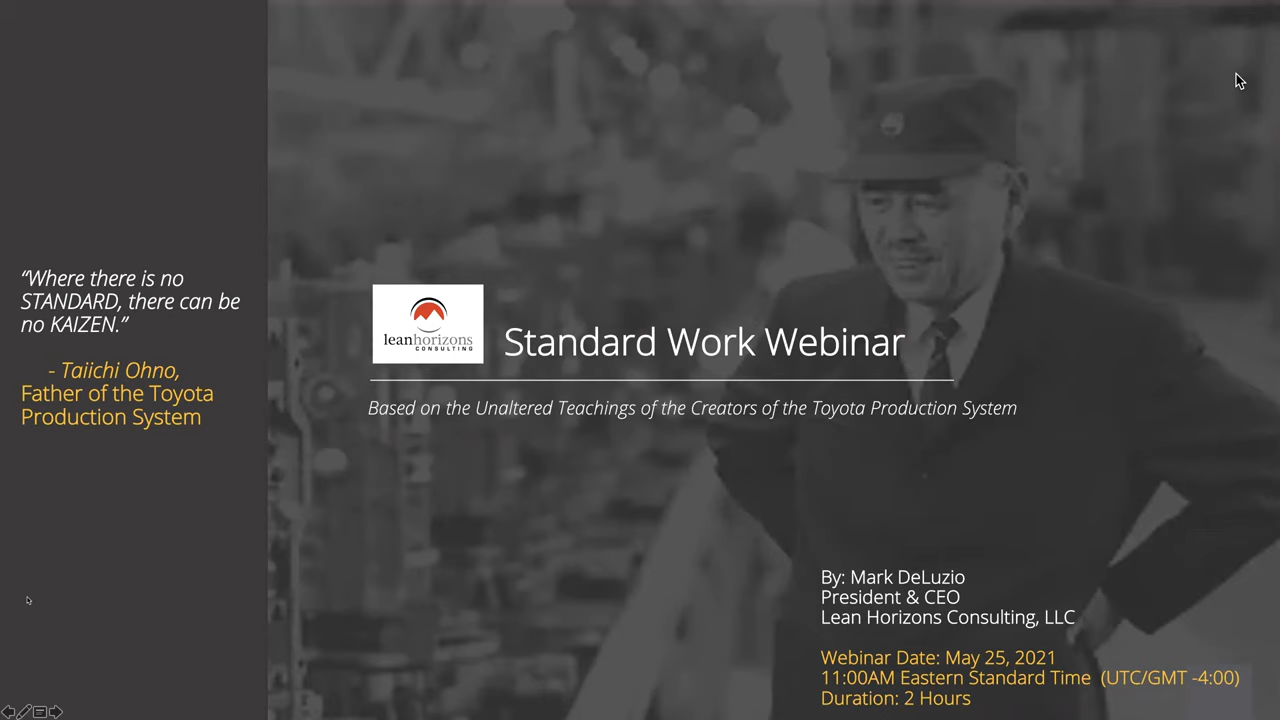 “Where there is no
STANDARD, there can be
no KAIZEN.”
- Taiichi Ohno,
Father of the Toyota
Production System
leanhorizons
CONSULTING
Standard Work Webinar
Based on the Unaltered Teachings of the Creators of the Toyota Production System
By: Mark DeLuzio
President & CEO
Lean Horizons Consulting, LLC
Webinar Date: May 25, 2021
11:00AM Eastern Standard Time (UTC/GMT -4:00)
Duration: 2 Hours